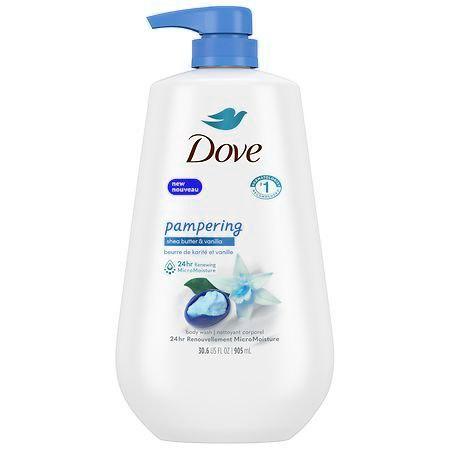 Dove
new
nouveau
#1
pampering
shea butter & vanilla
beurre de karité et vanille
24hr Renewing
MicroMoisture
body wash | nettoyant corporel
24hr Renouvellement MicroMoisture
30.6 US FL OZ | 905 mL